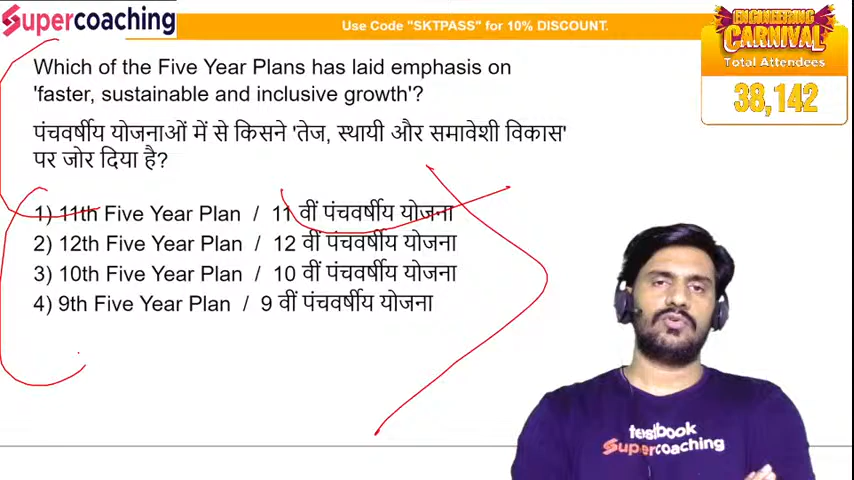 Supercoaching
Use Code "SKTPASS" for 10% DISCOUNT.
ENGINEERING
CARNIVAL
Total Attendees
38,142
Which of the Five Year Plans has laid emphasis on
'faster, sustainable and inclusive growth'?
पंचवर्षीय योजनाओं में से किसने 'तेज, स्थायी और समावेशी विकास'
पर जोर दिया है?
1) 11th Five Year Plan / 11 वीं पंचवर्षीय योजना
2) 12th Five Year Plan / 12 वीं पंचवर्षीय योजना
3) 10th Five Year Plan / 10 वीं पंचवर्षीय योजना
4) 9th Five Year Plan / 9 वीं पंचवर्षीय योजना
testbook
Supercoaching